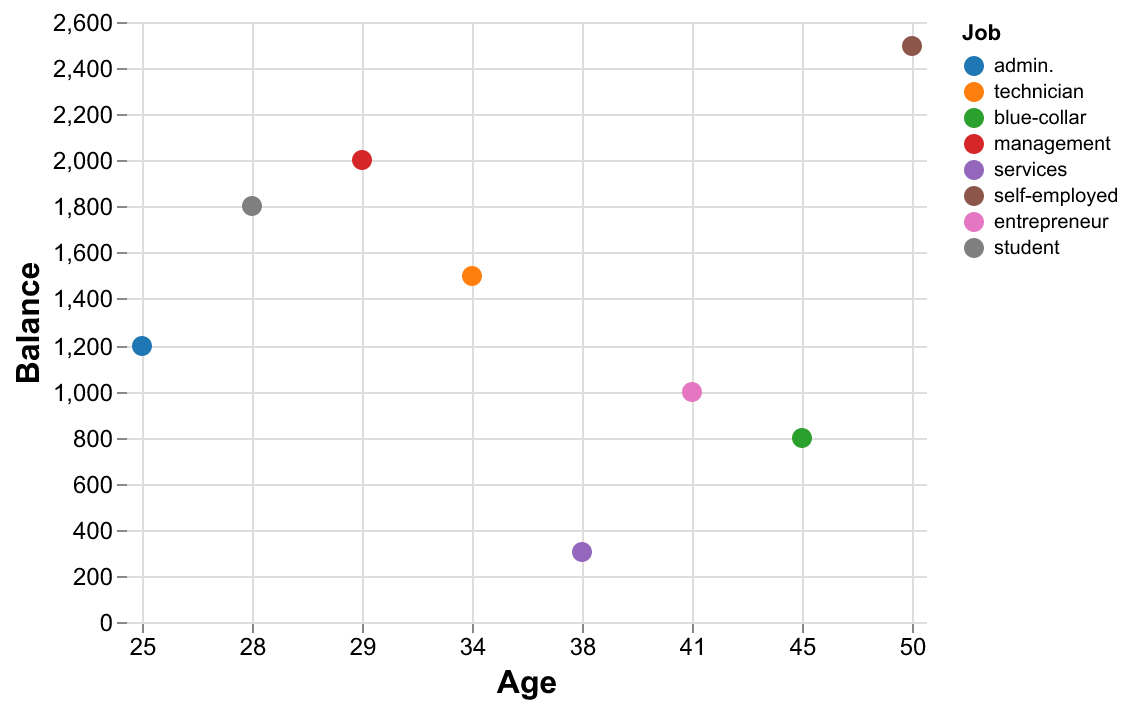 2,600
2,400
2,200
2,000
1,800
1,600
1,400
1,200
1,000
800
600
400
200
0
Balance
25 28 29 34 38 41 45 50
Age
Job
admin.
technician
blue-collar
management
services
self-employed
entrepreneur
student